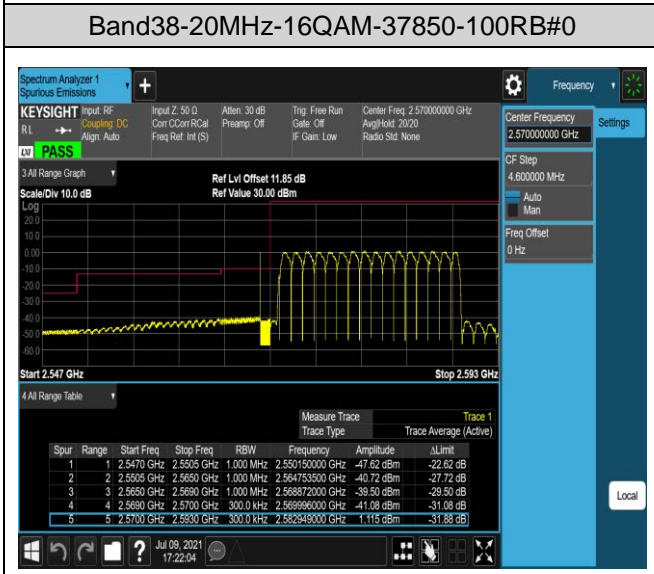 Band38-20MHz-16QAM-37850-100RB#0
Spectrum Analyzer 1
Spurious Emissions
+
Frequency
KEYSIGHT Input: RF Input Z: 50 Ω Atten: 30 dB Trig: Free Run Center Freq: 2.570000000 GHz
RL Coupling: DC Corr CCorr RCal Preamp: Off Gate: Off Avg|Hold: 20/20
Align: Auto Freq Ref: Int (S) IF Gain: Low Radio Std: None
LXI PASS
Center Frequency
2.570000000 GHz
Settings
CF Step
4.600000 MHz
Auto
Man
Freq Offset
0 Hz
3 All Range Graph
Ref Lvl Offset 11.85 dB
Scale/Div 10.0 dB Ref Value 30.00 dBm
Log
20.0
10.0
0.00
-10.0
-20.0
-30.0
-40.0
-50.0
-60.0
Start 2.547 GHz Stop 2.593 GHz
4 All Range Table
Measure Trace Trace 1
Trace Type Trace Average (Active)
Spur Range Start Freq Stop Freq RBW Frequency Amplitude ΔLimit
1 1 2.5470 GHz 2.5505 GHz 1.000 MHz 2.550150000 GHz -47.62 dBm -22.62 dB
2 2 2.5505 GHz 2.5650 GHz 1.000 MHz 2.564753500 GHz -40.72 dBm -27.72 dB
3 3 2.5650 GHz 2.5690 GHz 1.000 MHz 2.568872000 GHz -39.50 dBm -29.50 dB
4 4 2.5690 GHz 2.5700 GHz 300.0 kHz 2.569996000 GHz -41.08 dBm -31.08 dB
5 5 2.5700 GHz 2.5930 GHz 300.0 kHz 2.582949000 GHz 1.115 dBm -31.88 dB
Local
? Jul 09, 2021
17:22:04